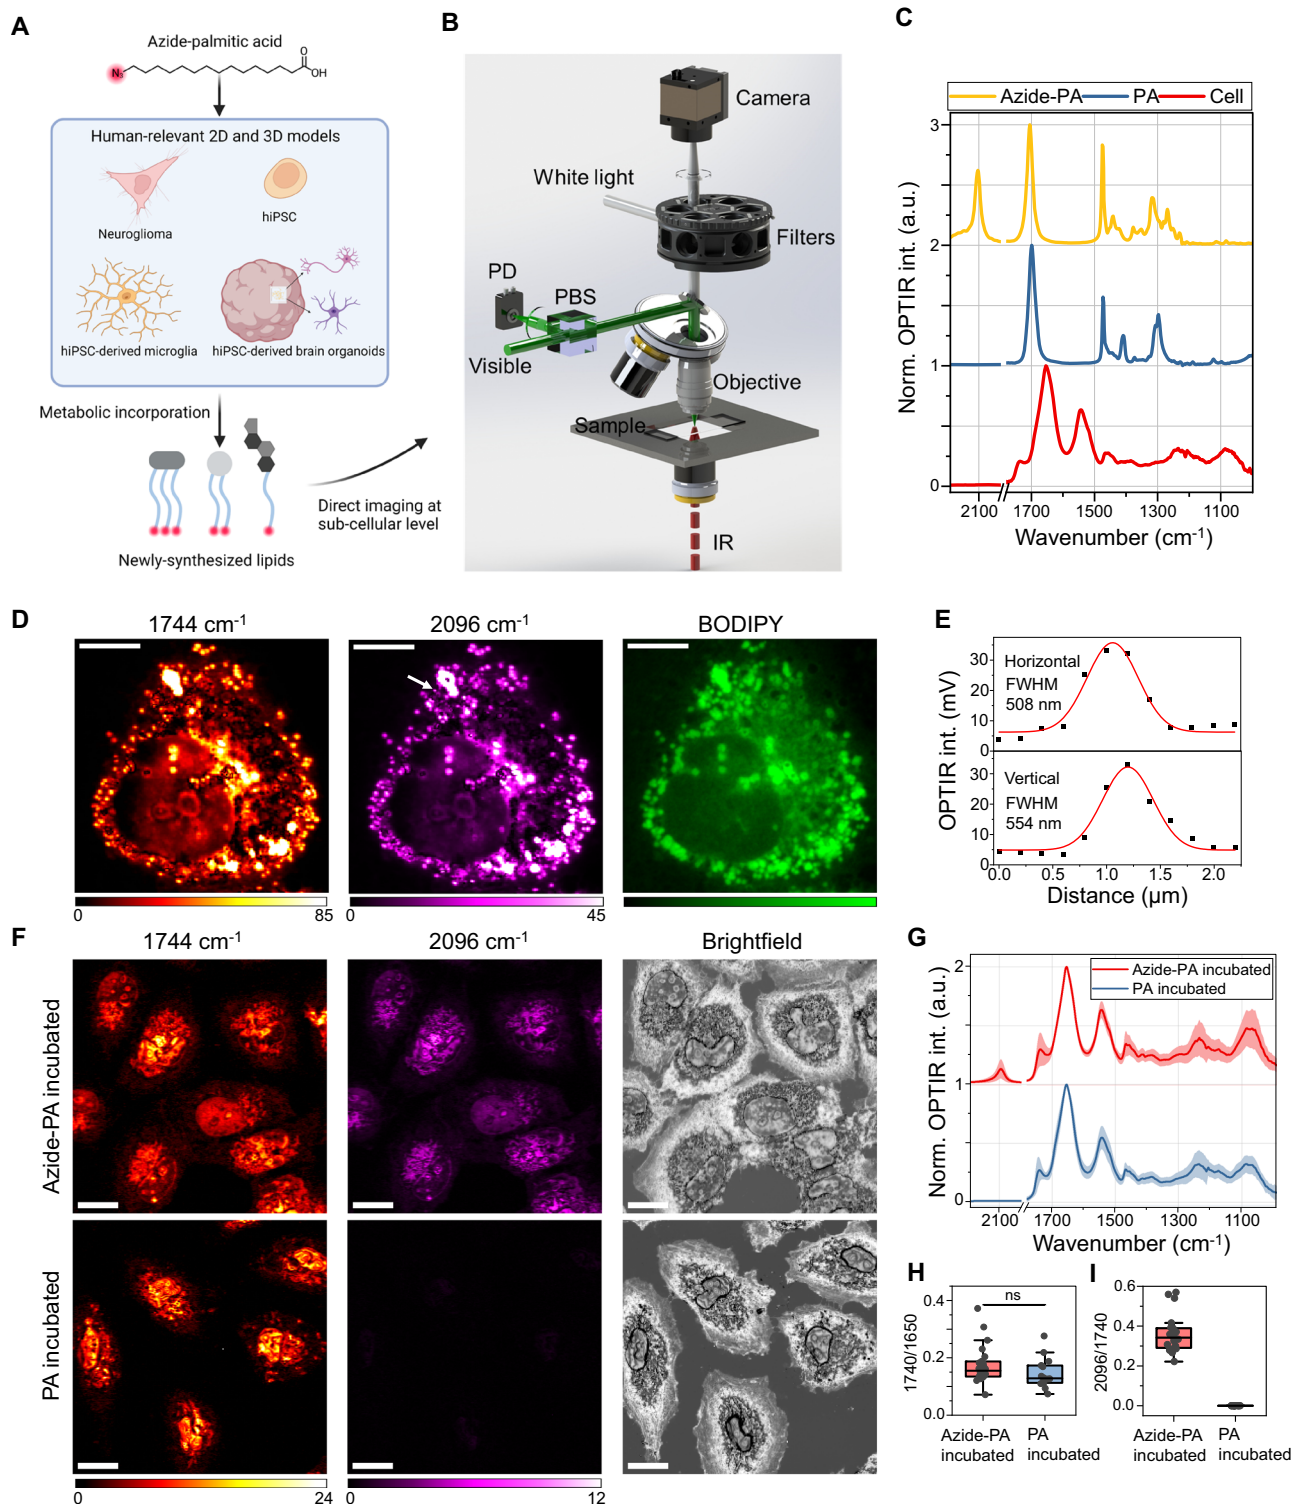 A
Azide-palmitic acid
N3
O
OH
Human-relevant 2D and 3D models
Neuroglioma
hiPSC
hiPSC-derived microglia
hiPSC-derived brain organoids
Metabolic incorporation
Direct imaging at
sub-cellular level
Newly-synthesized lipids
B
Camera
White light
Filters
PD
PBS
Visible
Objective
Sample
IR
C
Azide-PA PA Cell
Norm. OPTIR int. (a.u.)
3
2
1
0
2100 1700 1500 1300 1100
Wavenumber (cm⁻¹)
D
1744 cm⁻¹
2096 cm⁻¹
BODIPY
0 85
0 45
E
OPTIR int. (mV)
30
20
10
0
Horizontal
FWHM
508 nm
30
20
10
0
Vertical
FWHM
554 nm
0.0 0.5 1.0 1.5 2.0
Distance (µm)
F
1744 cm⁻¹
2096 cm⁻¹
Brightfield
Azide-PA incubated
PA incubated
0 24
0 12
G
Azide-PA incubated
PA incubated
Norm. OPTIR int. (a.u.)
2
1
0
2100 1700 1500 1300 1100
Wavenumber (cm⁻¹)
H
1740/1650
0.4
0.2
0.0
ns
Azide-PA
incubated
PA
incubated
I
2096/1740
0.6
0.4
0.2
0.0
Azide-PA
incubated
PA
incubated